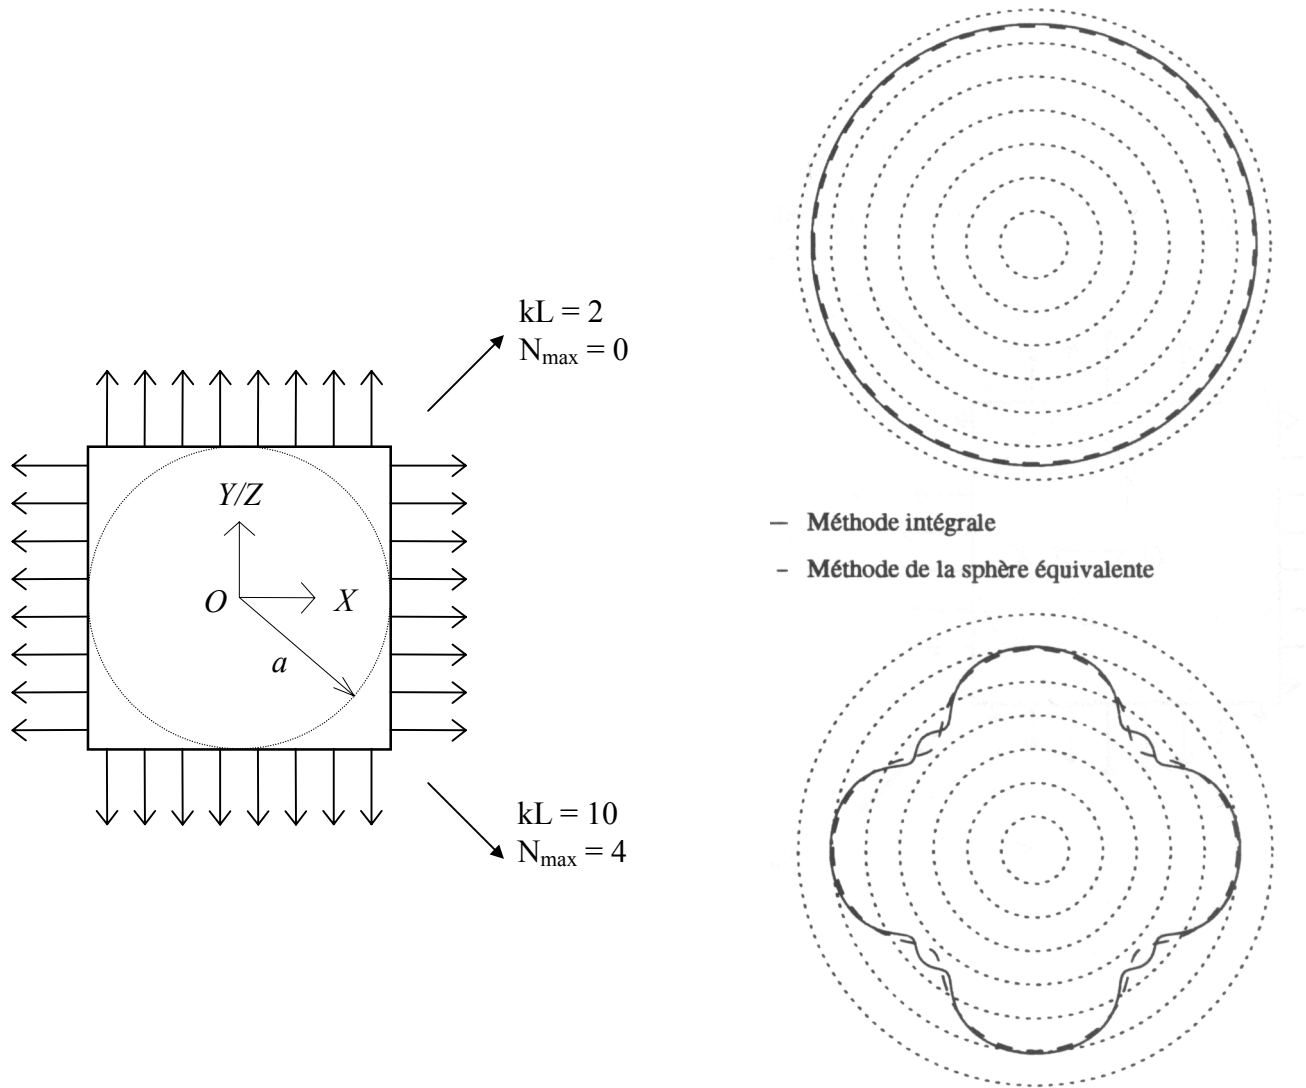 kL = 2
N_max = 0
Y/Z
O
X
a
— Méthode intégrale
- Méthode de la sphère équivalente
kL = 10
N_max = 4